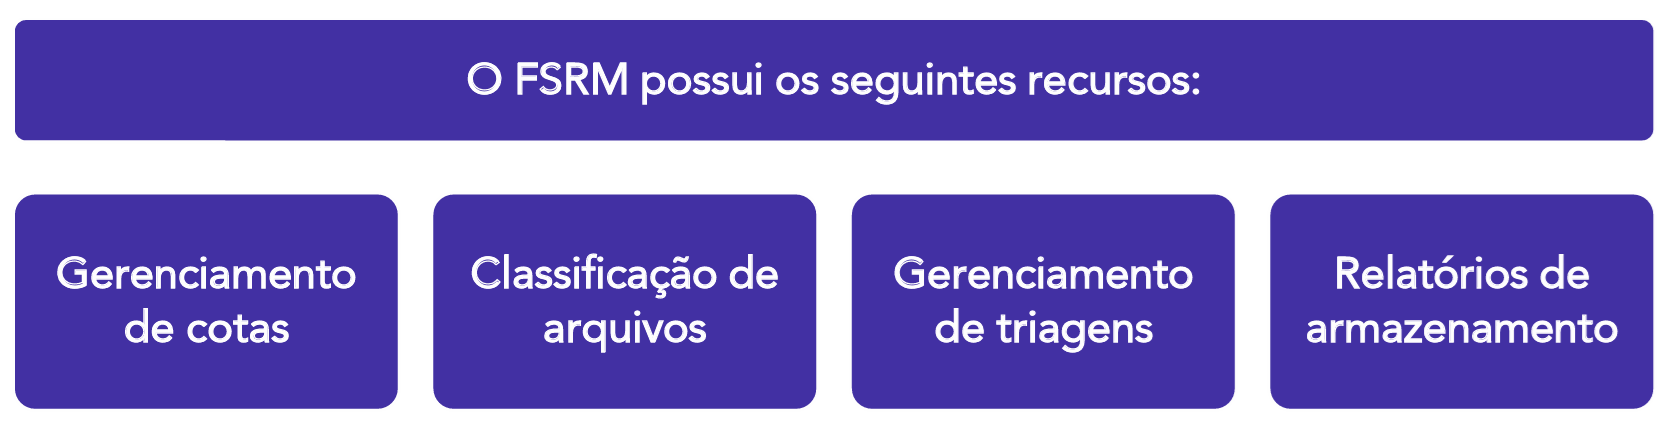 O FSRM possui os seguintes recursos:
Gerenciamento
de cotas
Classificação de
arquivos
Gerenciamento
de triagens
Relatórios de
armazenamento